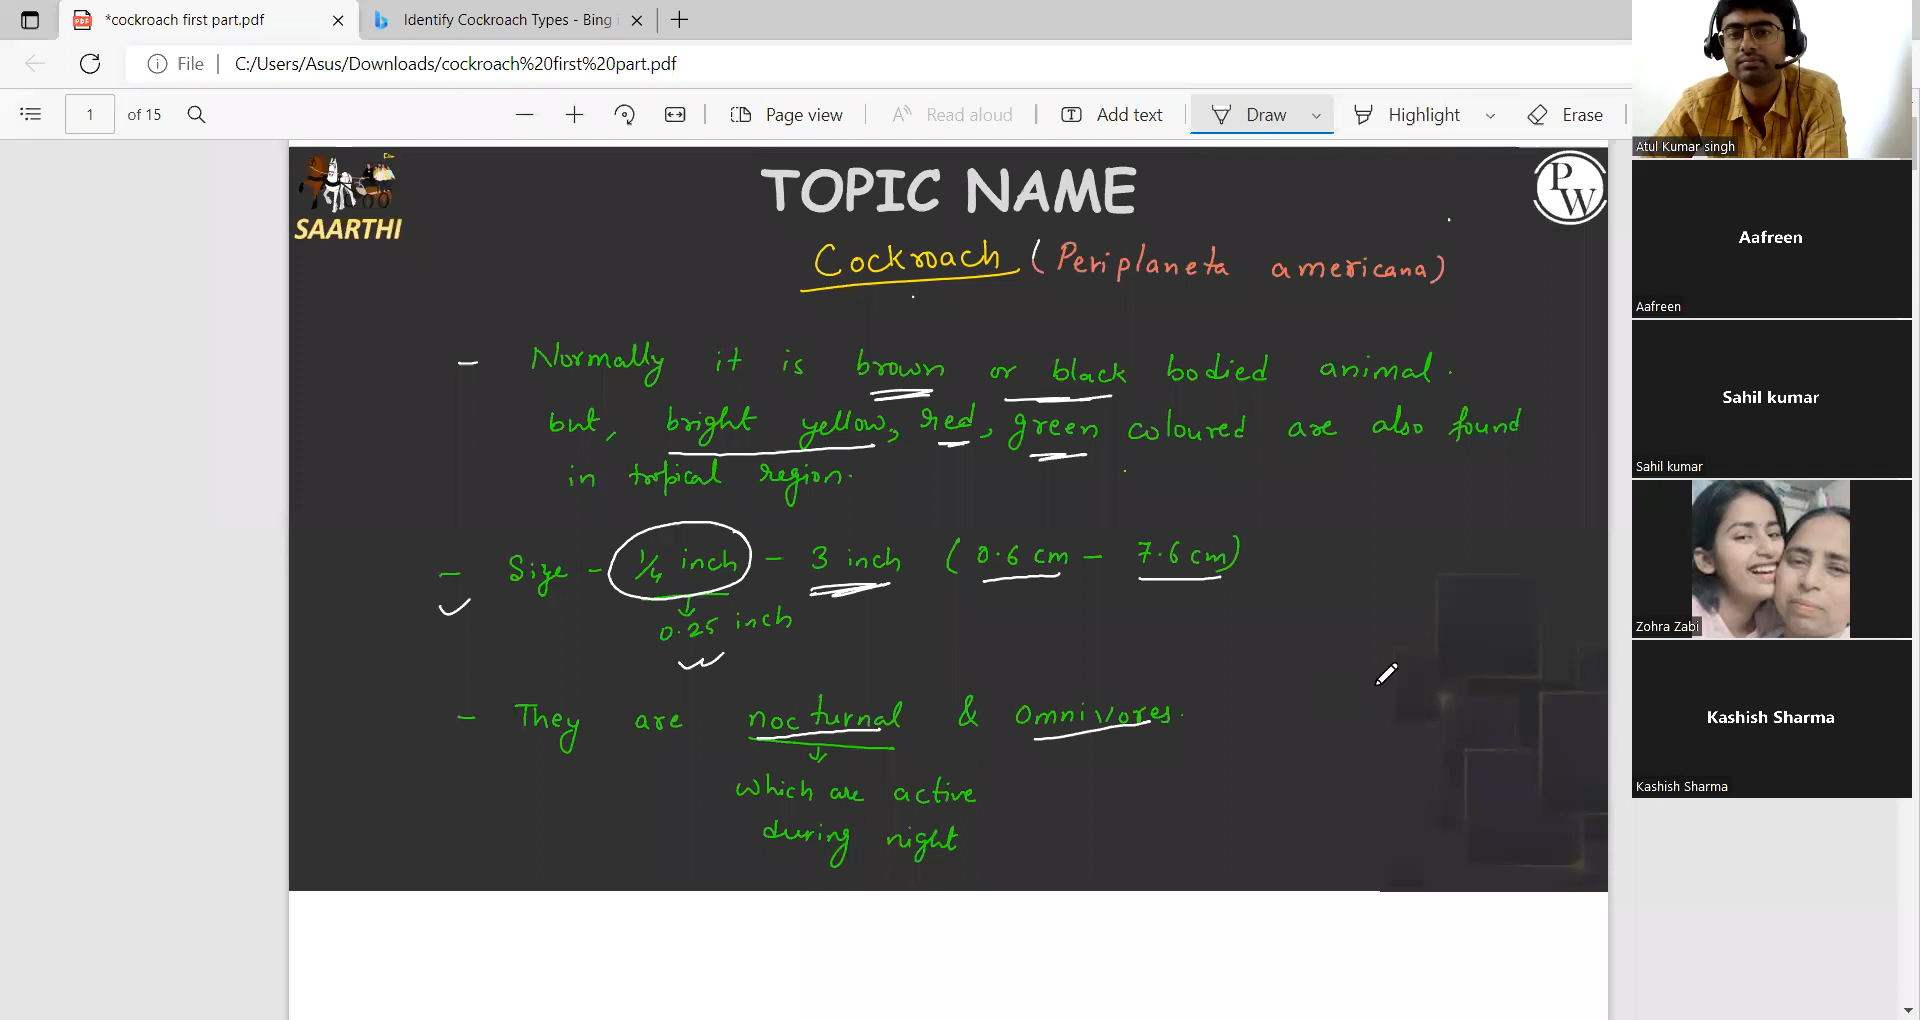 *cockroach first part.pdf
Identify Cockroach Types - Bing i
File
C:/Users/Asus/Downloads/cockroach%20first%20part.pdf
1 of 15
Page view
Read aloud
Add text
Draw
Highlight
Erase
SAARTHI
TOPIC NAME
PW
Cockroach (Periplaneta americana)
- Normally it is brown or black bodied animal.
but, bright yellow, red, green coloured are also found
in tropical region.
- Size - 1/4 inch - 3 inch (0.6 cm - 7.6 cm)
0.25 inch
- They are nocturnal & omnivores.
which are active
during night
Atul Kumar singh
Aafreen
Aafreen
Sahil kumar
Sahil kumar
Zohra Zabi
Kashish Sharma
Kashish Sharma